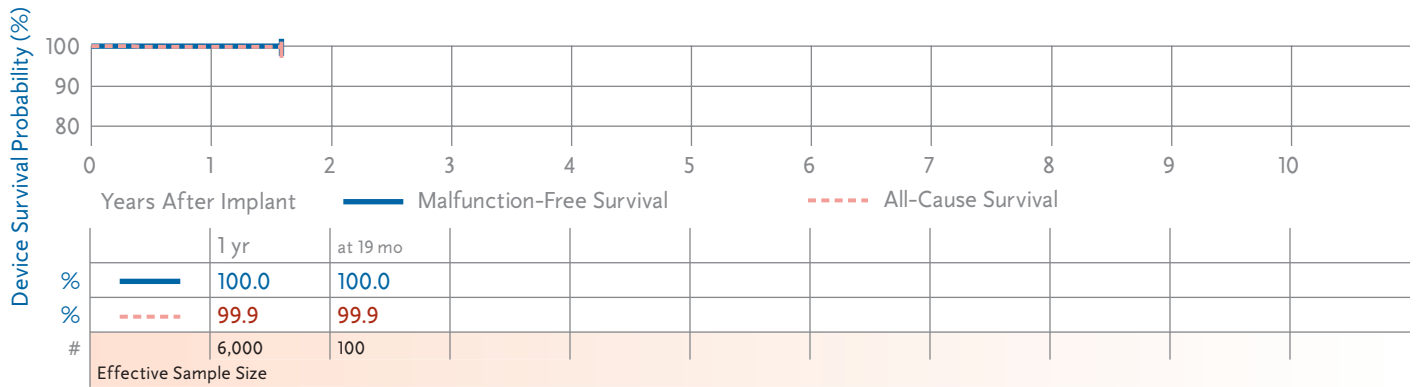 Device Survival Probability (%)
100
90
80
0 1 2 3 4 5 6 7 8 9 10
Years After Implant Malfunction-Free Survival All-Cause Survival
1 yr at 19 mo
% 100.0 100.0
% 99.9 99.9
# 6,000 100
Effective Sample Size